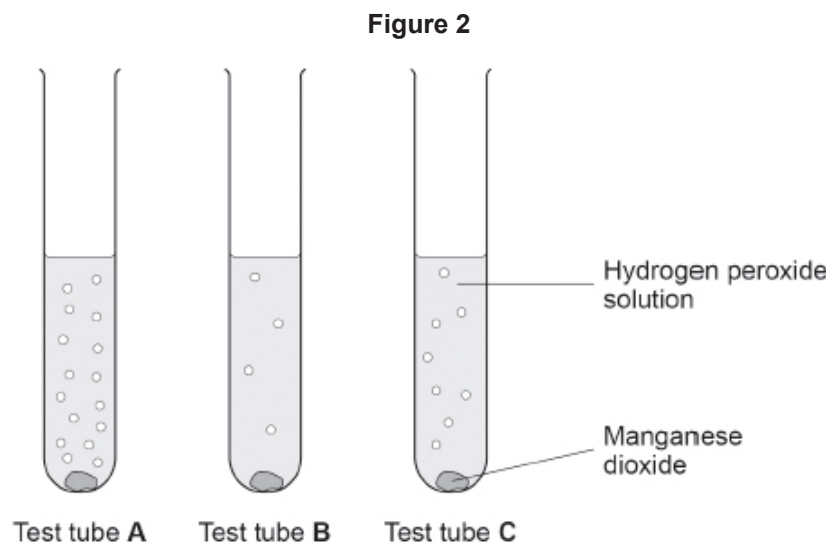 Figure 2
Hydrogen peroxide
solution
Manganese
dioxide
Test tube A
Test tube B
Test tube C